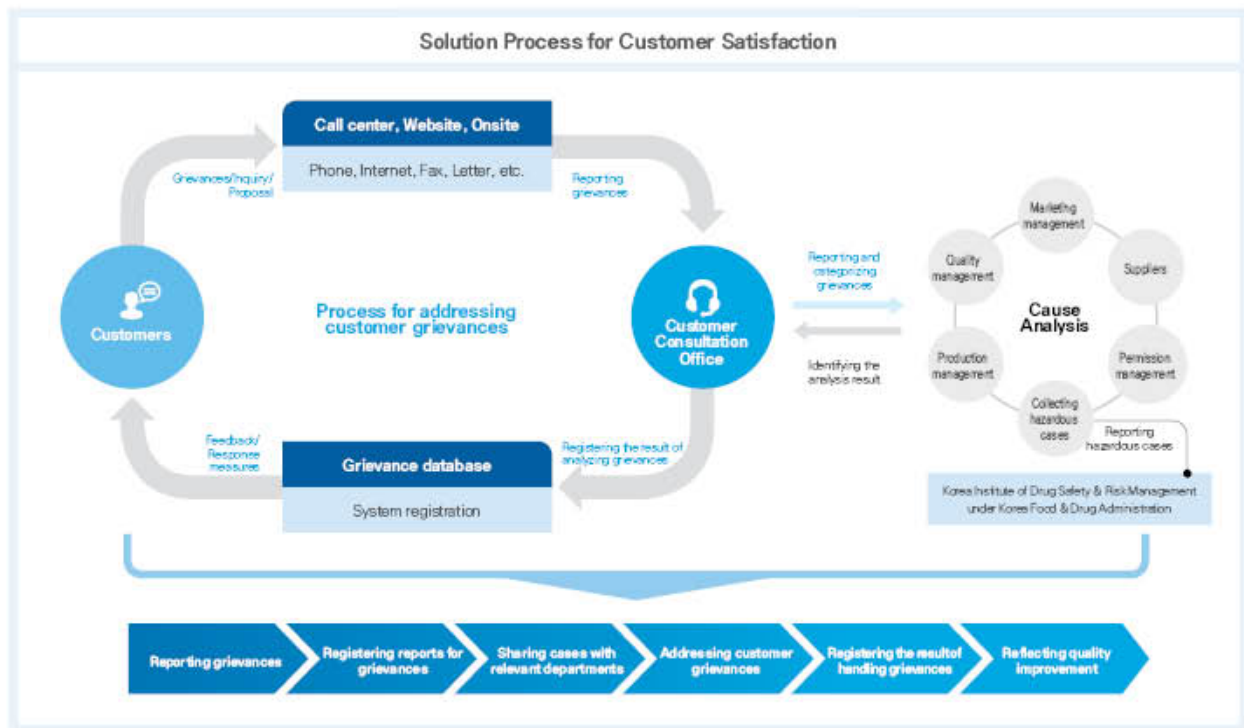 Solution Process for Customer Satisfaction
Call center, Website, Onsite
Phone, Internet, Fax, Letter, etc.
Grievances/Inquiry/
Proposal
Reporting
grievances
Customers
Process for addressing
customer grievances
Customer
Consultation
Office
Reporting and
categorizing
grievances
Identifying the
analysis result
Marketing
management
Quality
management
Suppliers
Cause
Analysis
Production
management
Permission
management
Collecting
hazardous
cases
Reporting
hazardous cases
Korea Institute of Drug Safety & Risk Management
under Korea Food & Drug Administration
Feedback/
Response
measures
Grievance database
System registration
Registering the result of
analyzing grievances
Reporting grievances
Registering reports for
grievances
Sharing cases with
relevant departments
Addressing customer
grievances
Registering the resultof
handling grievances
Reflecting quality
improvement